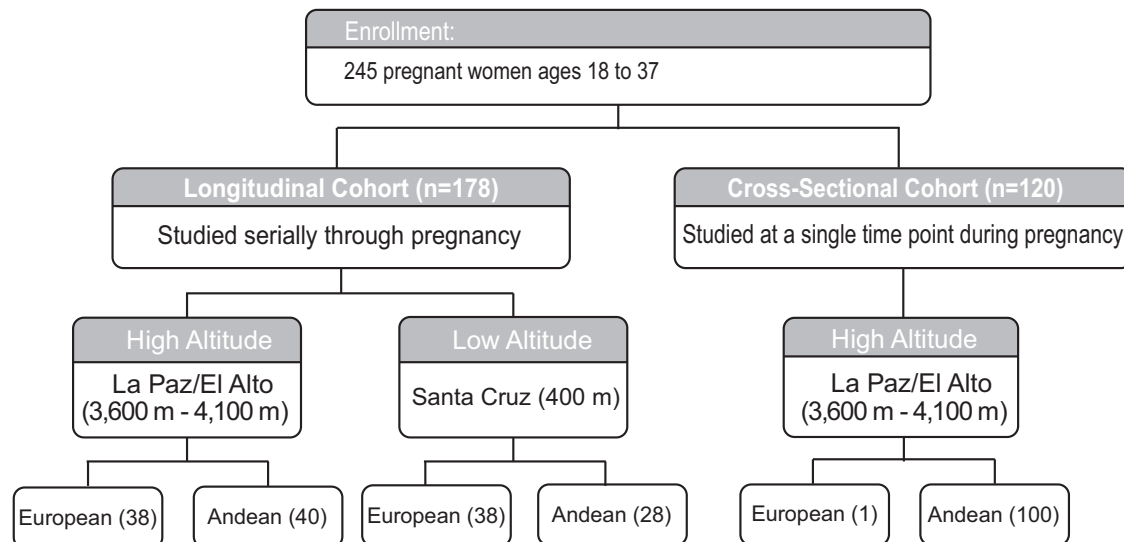 Enrollment:
245 pregnant women ages 18 to 37
Longitudinal Cohort (n=178)
Studied serially through pregnancy
Cross-Sectional Cohort (n=120)
Studied at a single time point during pregnancy
High Altitude
La Paz/El Alto
(3,600 m - 4,100 m)
Low Altitude
Santa Cruz (400 m)
High Altitude
La Paz/El Alto
(3,600 m - 4,100 m)
European (38)
Andean (40)
European (38)
Andean (28)
European (1)
Andean (100)